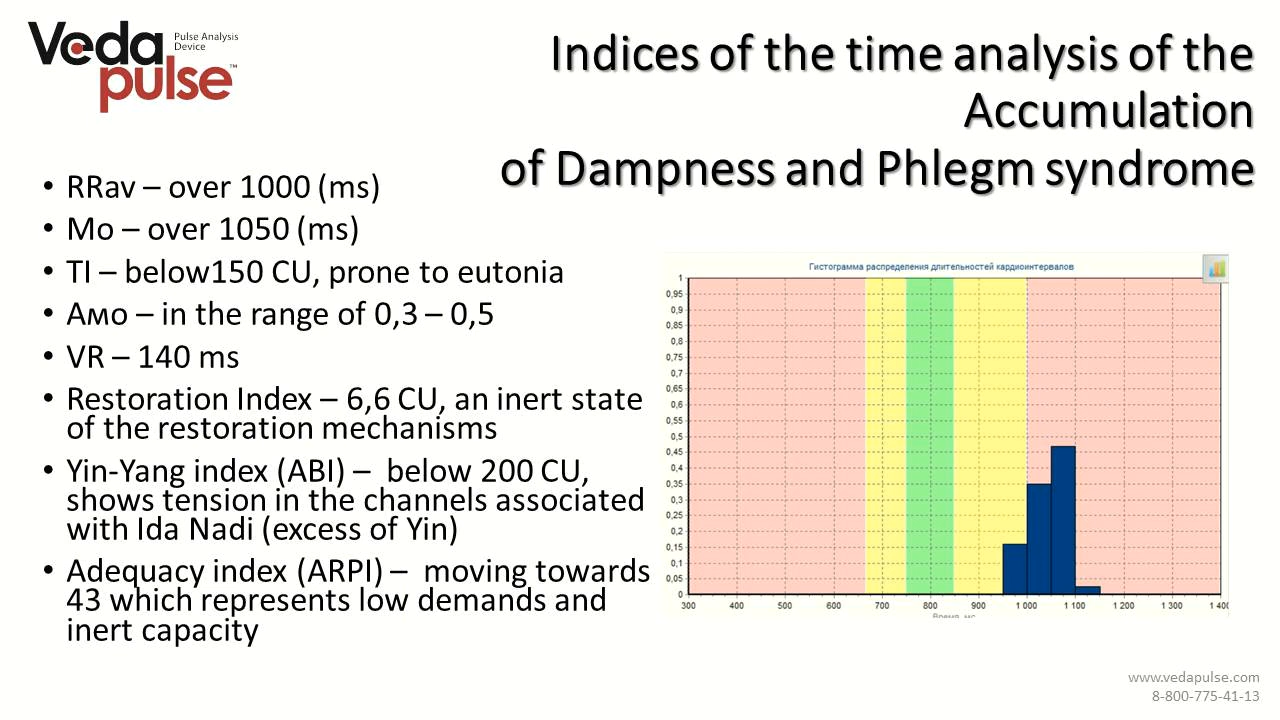 Veda
pulse™
Pulse Analysis
Device
Indices of the time analysis of the
Accumulation
of Dampness and Phlegm syndrome
• RRav – over 1000 (ms)
• Mo – over 1050 (ms)
• TI – below150 CU, prone to eutonia
• Амо – in the range of 0,3 – 0,5
• VR – 140 ms
• Restoration Index – 6,6 CU, an inert state
of the restoration mechanisms
• Yin-Yang index (ABI) – below 200 CU,
shows tension in the channels associated
with Ida Nadi (excess of Yin)
• Adequacy index (ARPI) – moving towards
43 which represents low demands and
inert capacity
Гистограмма распределения длительностей кардиоинтервалов
1
0,95
0,9
0,85
0,8
0,75
0,7
0,65
0,6
0,55
0,5
0,45
0,4
0,35
0,3
0,25
0,2
0,15
0,1
0,05
0
300 400 500 600 700 800 900 1 000 1 100 1 200 1 300 1 400
Время, мс
www.vedapulse.com
8-800-775-41-13